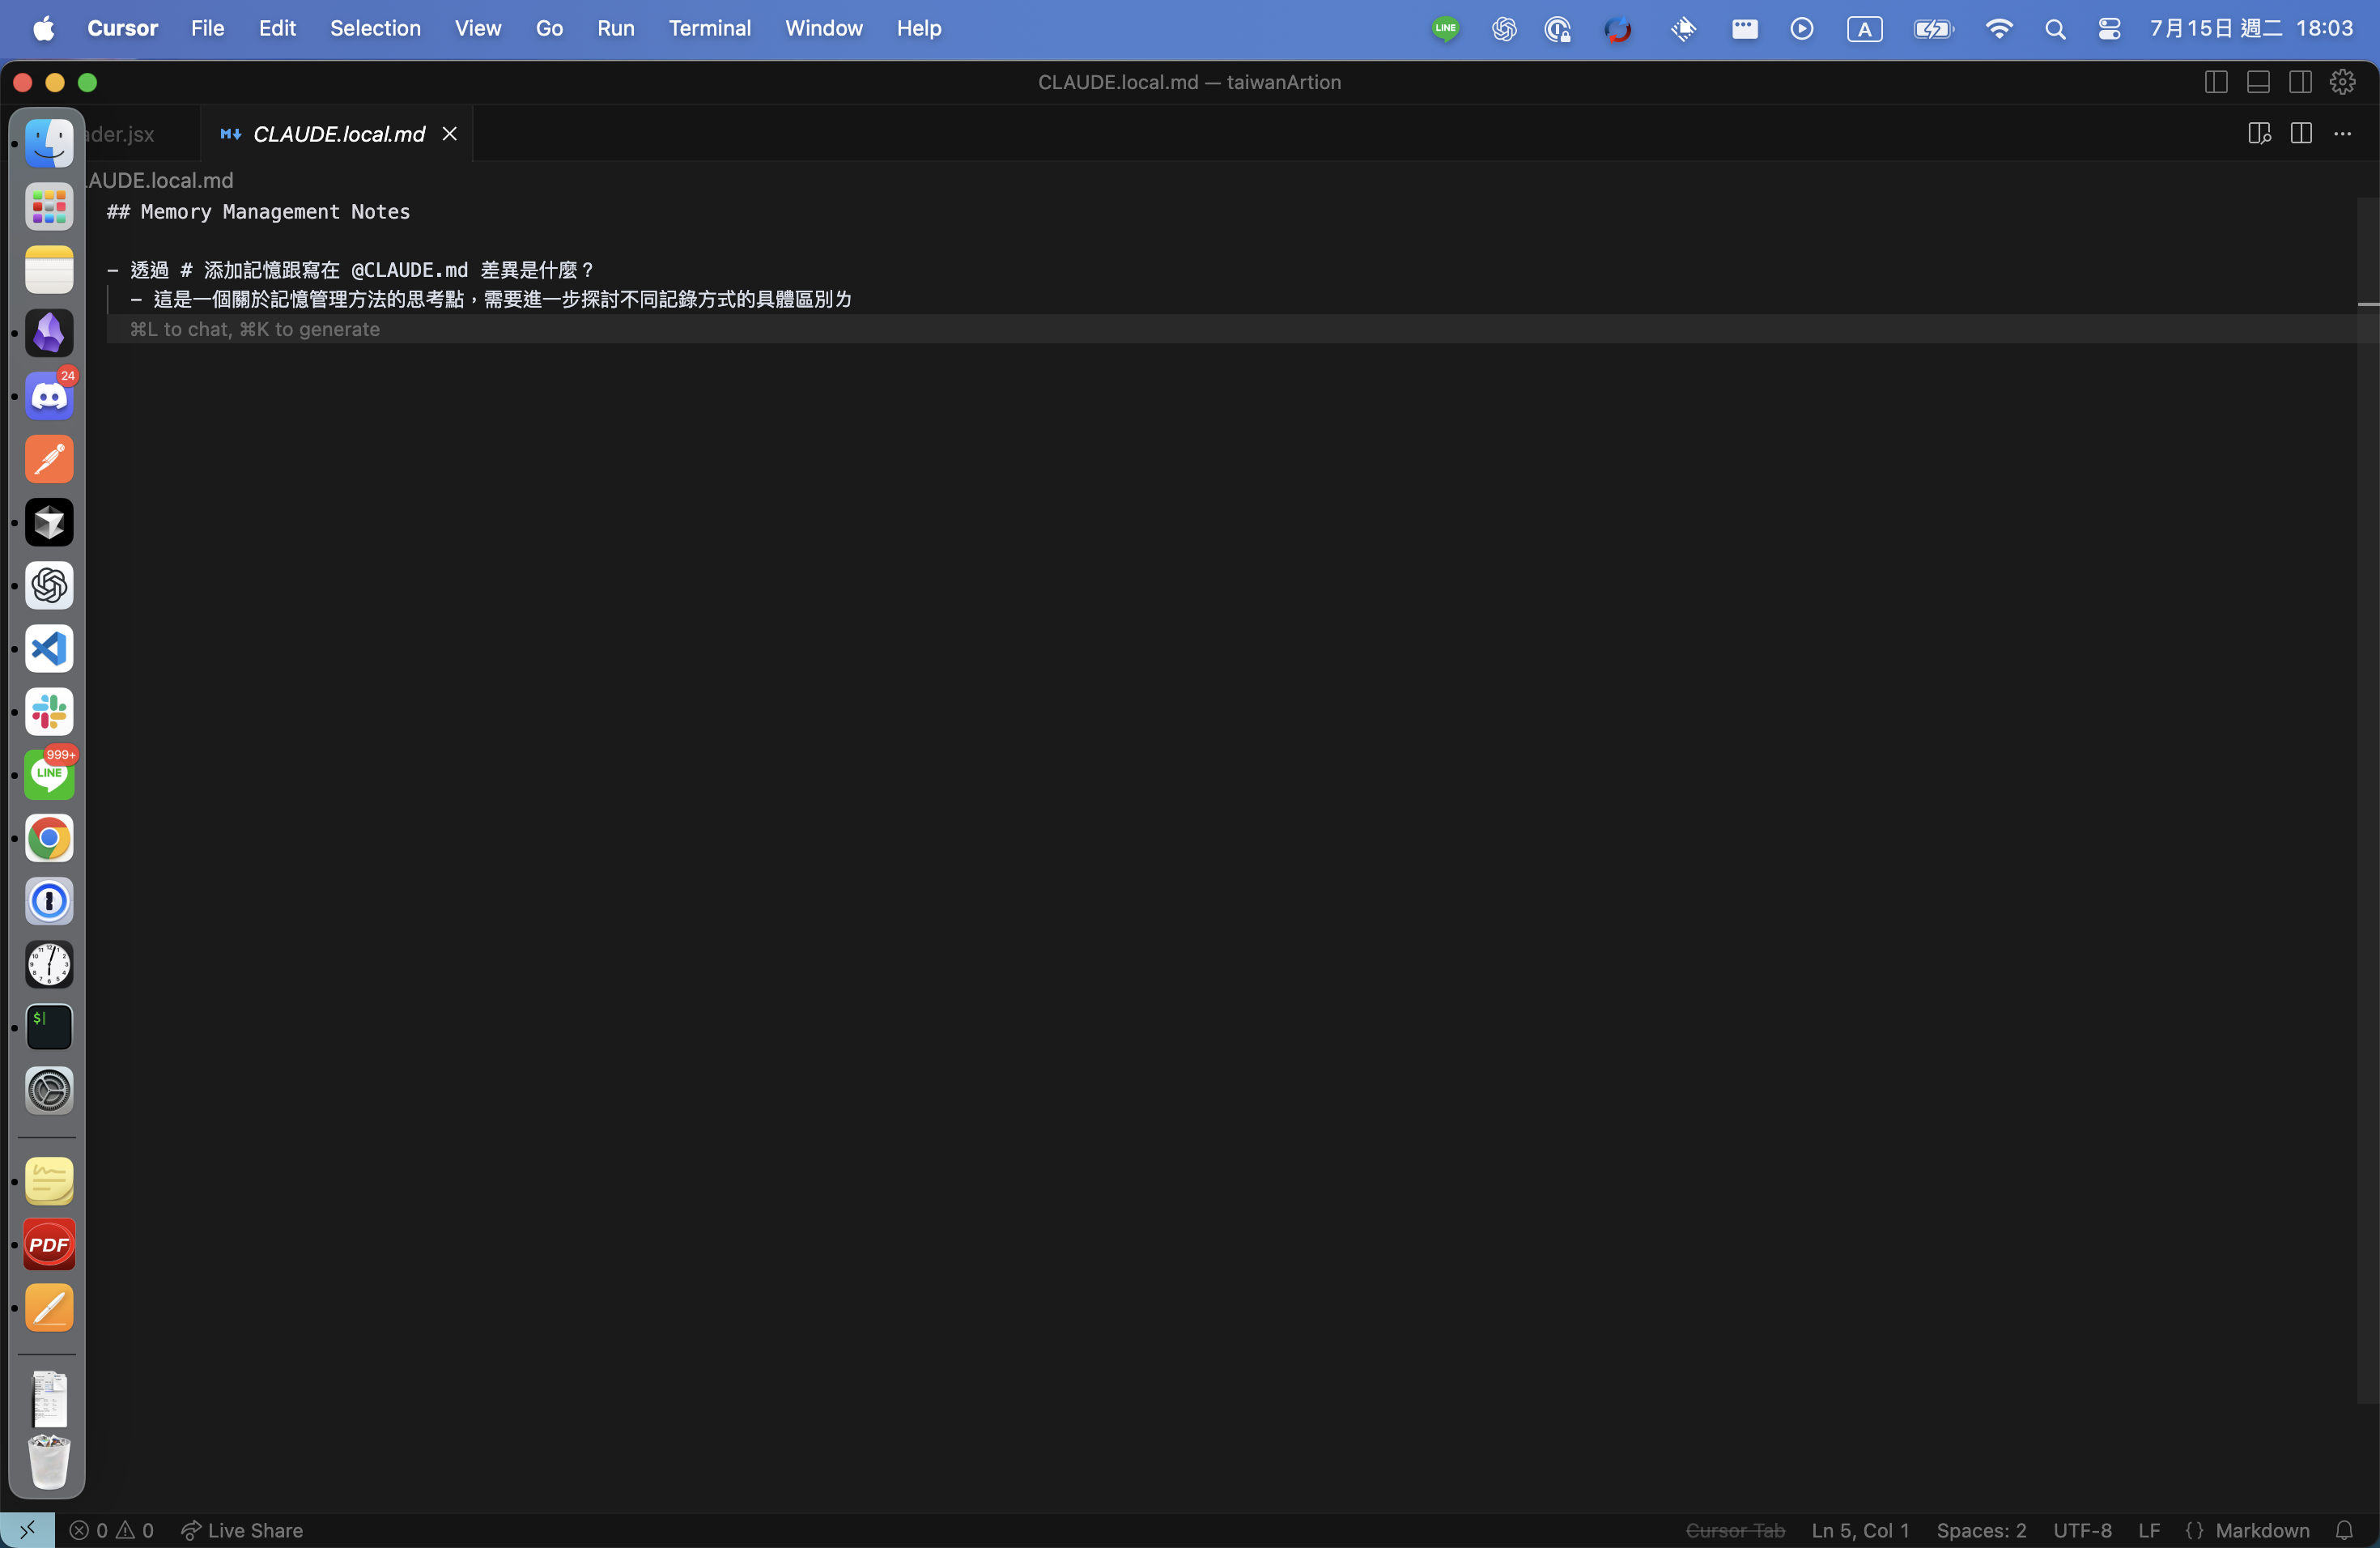 Cursor File Edit Selection View Go Run Terminal Window Help LINE A 7月15日 週二 18:03
CLAUDE.local.md — taiwanArtion
ader.jsx CLAUDE.local.md
AUDE.local.md
## Memory Management Notes
- 透過 # 添加記憶跟寫在 @CLAUDE.md 差異是什麼？
- 這是一個關於記憶管理方法的思考點，需要進一步探討不同記錄方式的具體區別ㄌ
⌘L to chat, ⌘K to generate
24
999+
LINE
$
PDF
0 0 Live Share Cursor Tab Ln 5, Col 1 Spaces: 2 UTF-8 LF {} Markdown